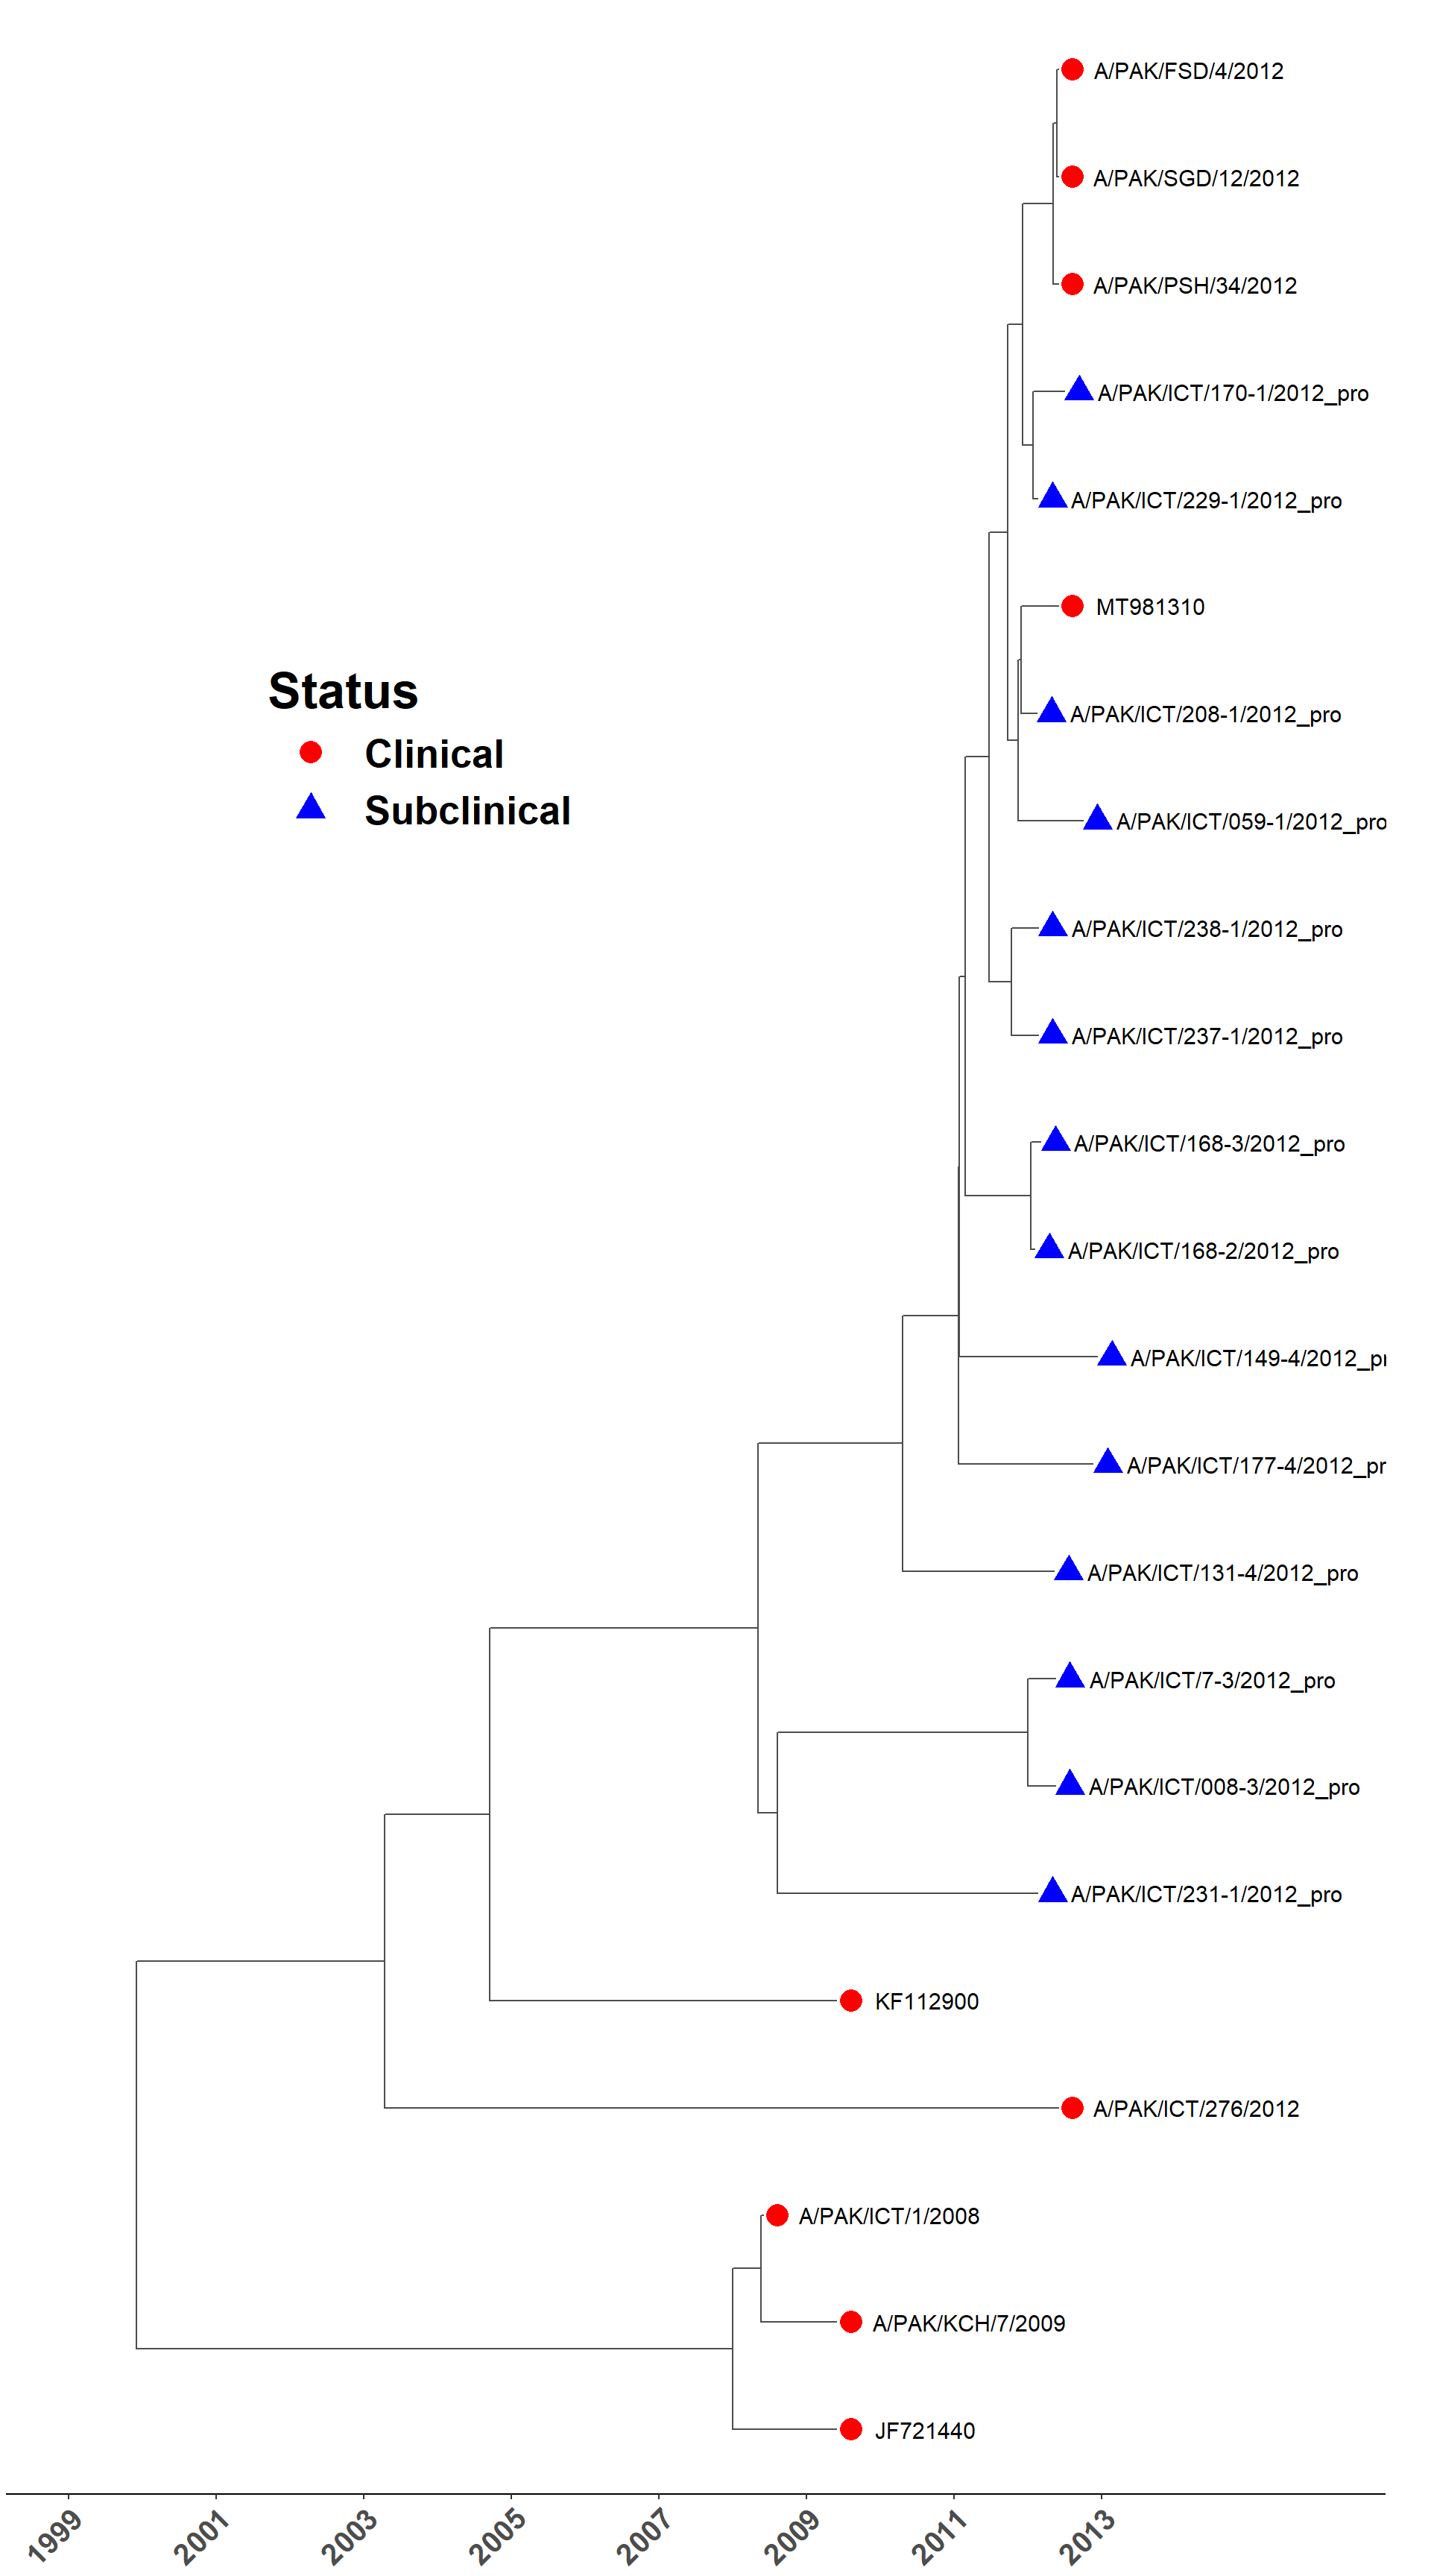 A/PAK/FSD/4/2012
A/PAK/SGD/12/2012
A/PAK/PSH/34/2012
A/PAK/ICT/170-1/2012_pro
A/PAK/ICT/229-1/2012_pro
MT981310
Status
Clinical
A/PAK/ICT/208-1/2012_pro
Subclinical
A/PAK/ICT/059-1/2012_pro
A/PAK/ICT/238-1/2012_pro
A/PAK/ICT/237-1/2012_pro
A/PAK/ICT/168-3/2012_pro
A/PAK/ICT/168-2/2012_pro
A/PAK/ICT/149-4/2012_p
A/PAK/ICT/177-4/2012_pr
A/PAK/ICT/131-4/2012_pro
A/PAK/ICT/7-3/2012_pro
A/PAK/ICT/008-3/2012_pro
A/PAK/ICT/231-1/2012_pro
KF112900
A/PAK/ICT/276/2012
A/PAK/ICT/1/2008
A/PAK/KCH/7/2009
JF721440
1999 2001 2003 2005 2007 2009 2011 2013